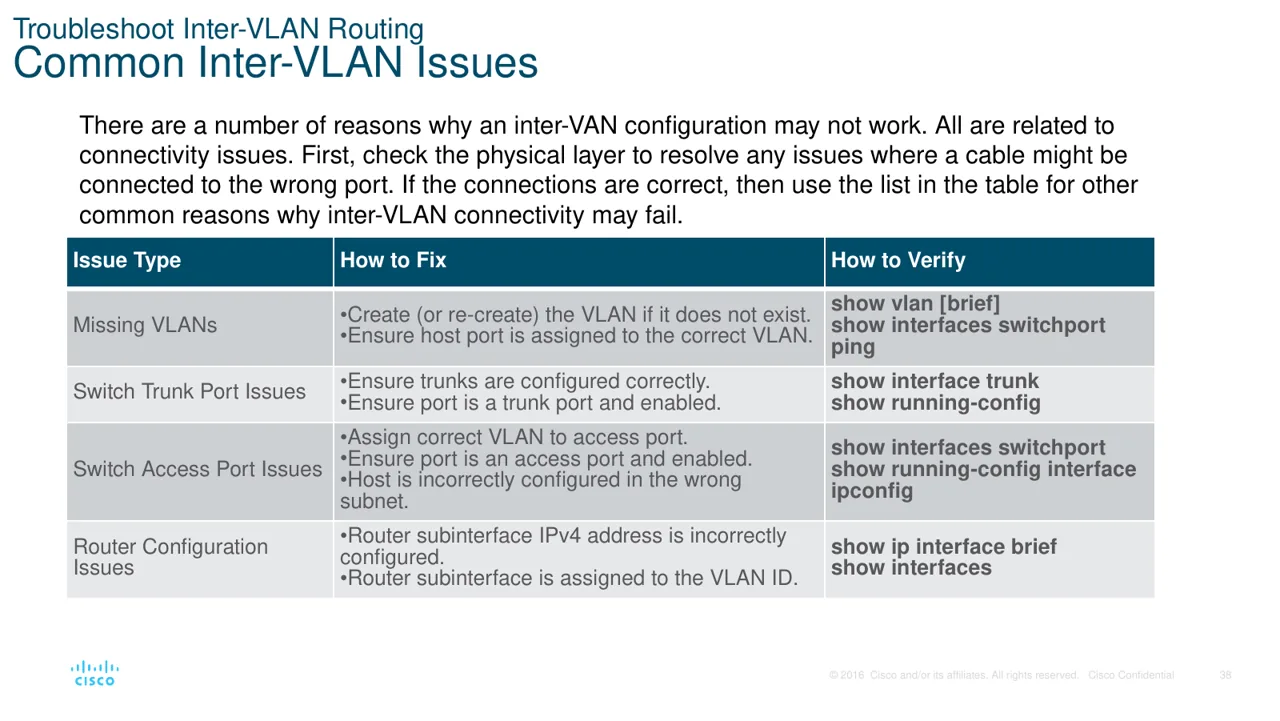 Troubleshoot Inter-VLAN Routing
Common Inter-VLAN Issues
There are a number of reasons why an inter-VAN configuration may not work. All are related to
connectivity issues. First, check the physical layer to resolve any issues where a cable might be
connected to the wrong port. If the connections are correct, then use the list in the table for other
common reasons why inter-VLAN connectivity may fail.
Issue Type
How to Fix
How to Verify
Missing VLANs
•Create (or re-create) the VLAN if it does not exist.
•Ensure host port is assigned to the correct VLAN.
show vlan [brief]
show interfaces switchport
ping
Switch Trunk Port Issues
•Ensure trunks are configured correctly.
•Ensure port is a trunk port and enabled.
show interface trunk
show running-config
Switch Access Port Issues
•Assign correct VLAN to access port.
•Ensure port is an access port and enabled.
•Host is incorrectly configured in the wrong
subnet.
show interfaces switchport
show running-config interface
ipconfig
Router Configuration
Issues
•Router subinterface IPv4 address is incorrectly
configured.
•Router subinterface is assigned to the VLAN ID.
show ip interface brief
show interfaces
CISCO
© 2016 Cisco and/or its affiliates. All rights reserved. Cisco Confidential
38